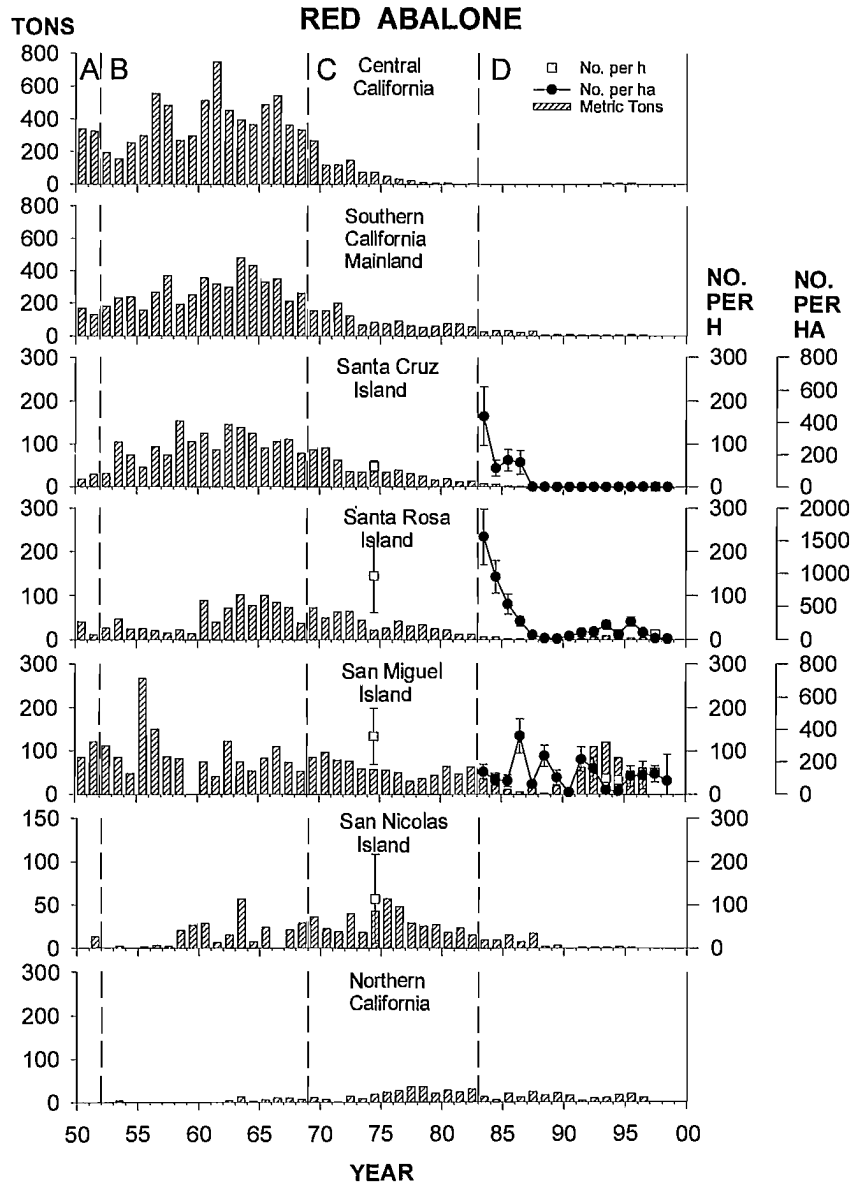 RED ABALONE
TONS
A B C D
Central
California
No. per h
No. per ha
Metric Tons
800
600
400
200
0
Southern
California
Mainland
800
600
400
200
0
NO.
PER
H
NO.
PER
HA
Santa Cruz
Island
300
200
100
0
300
200
100
0
800
600
400
200
0
Santa Rosa
Island
300
200
100
0
300
200
100
0
2000
1500
1000
500
0
San Miguel
Island
300
200
100
0
300
200
100
0
800
600
400
200
0
San Nicolas
Island
150
100
50
0
300
200
100
0
Northern
California
300
200
100
0
50 55 60 65 70 75 80 85 90 95 00
YEAR